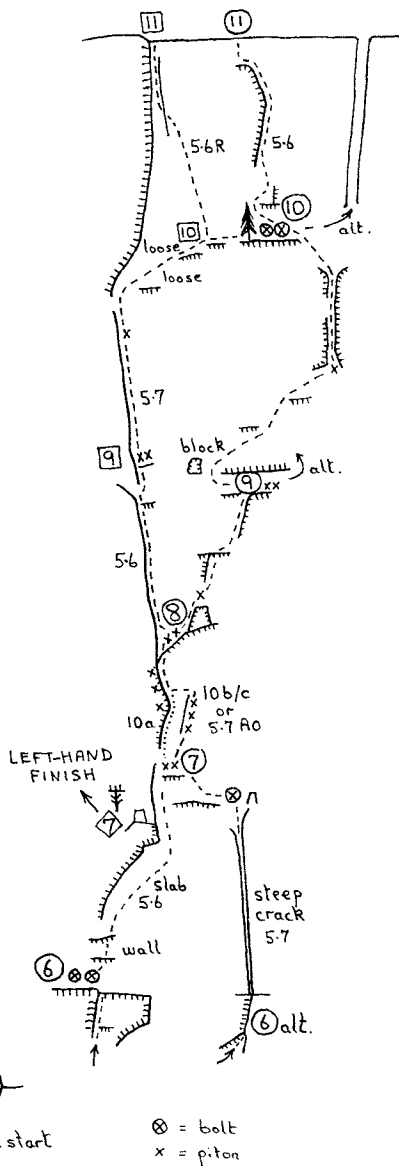 11
11
5.6R
5.6
10
10
loose
loose
alt.
5.7
9
block
9
alt.
5.6
8
10a
10b/c
or
5.7 A0
7
LEFT-HAND
FINISH
7
slab
5.6
wall
steep
crack
5.7
6
6 alt.
start
⊗ = bolt
x = piton